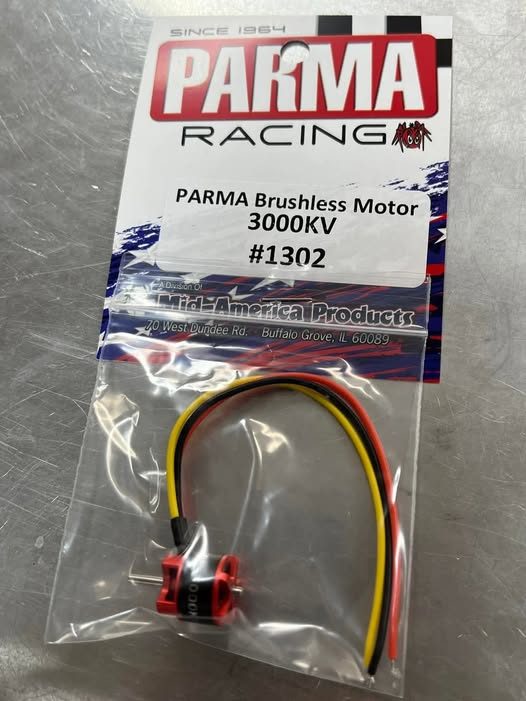 SINCE 1964
PARMA
RACING
PARMA Brushless Motor
3000KV
#1302
A Division Of
Mid-America Products
70 West Dundee Rd. · Buffalo Grove, IL 60089